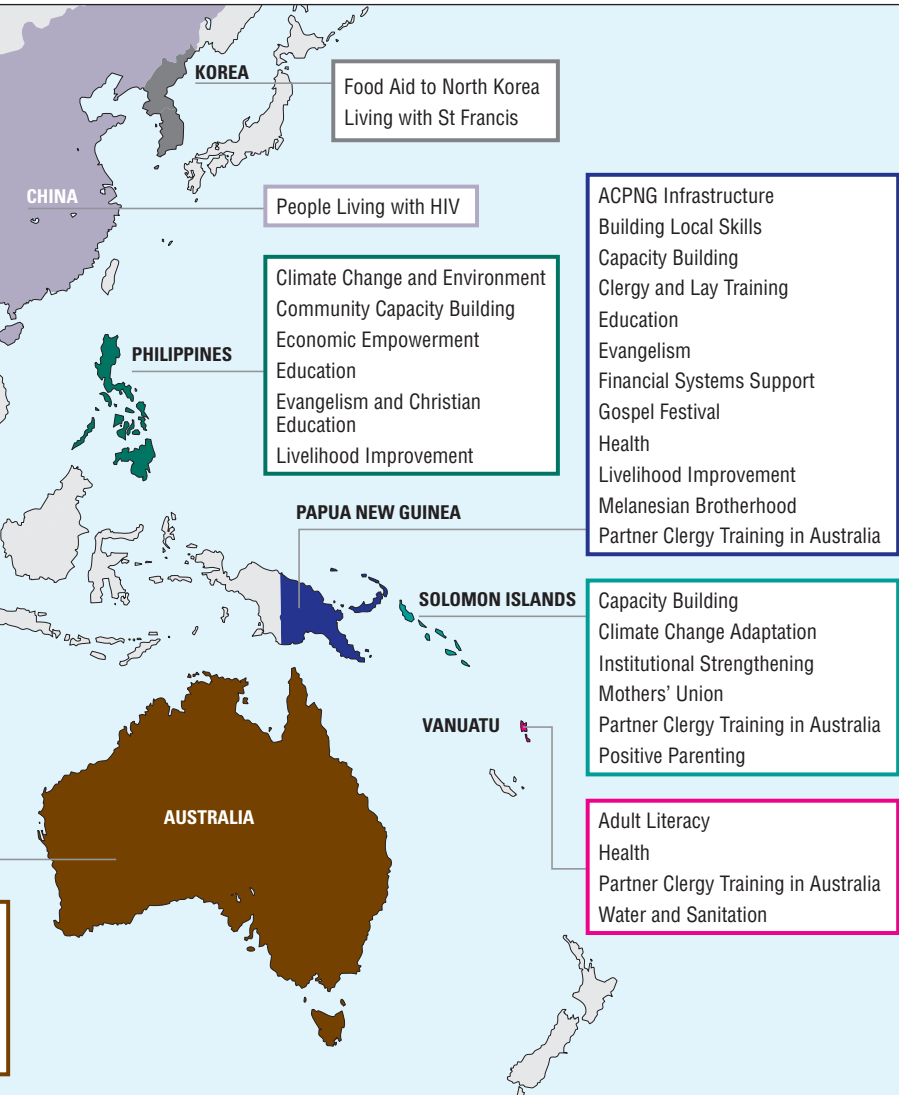 KOREA
Food Aid to North Korea
Living with St Francis
CHINA
People Living with HIV
PHILIPPINES
Climate Change and Environment
Community Capacity Building
Economic Empowerment
Education
Evangelism and Christian
Education
Livelihood Improvement
PAPUA NEW GUINEA
ACPNG Infrastructure
Building Local Skills
Capacity Building
Clergy and Lay Training
Education
Evangelism
Financial Systems Support
Gospel Festival
Health
Livelihood Improvement
Melanesian Brotherhood
Partner Clergy Training in Australia
SOLOMON ISLANDS
Capacity Building
Climate Change Adaptation
Institutional Strengthening
Mothers' Union
Partner Clergy Training in Australia
Positive Parenting
VANUATU
Adult Literacy
Health
Partner Clergy Training in Australia
Water and Sanitation
AUSTRALIA